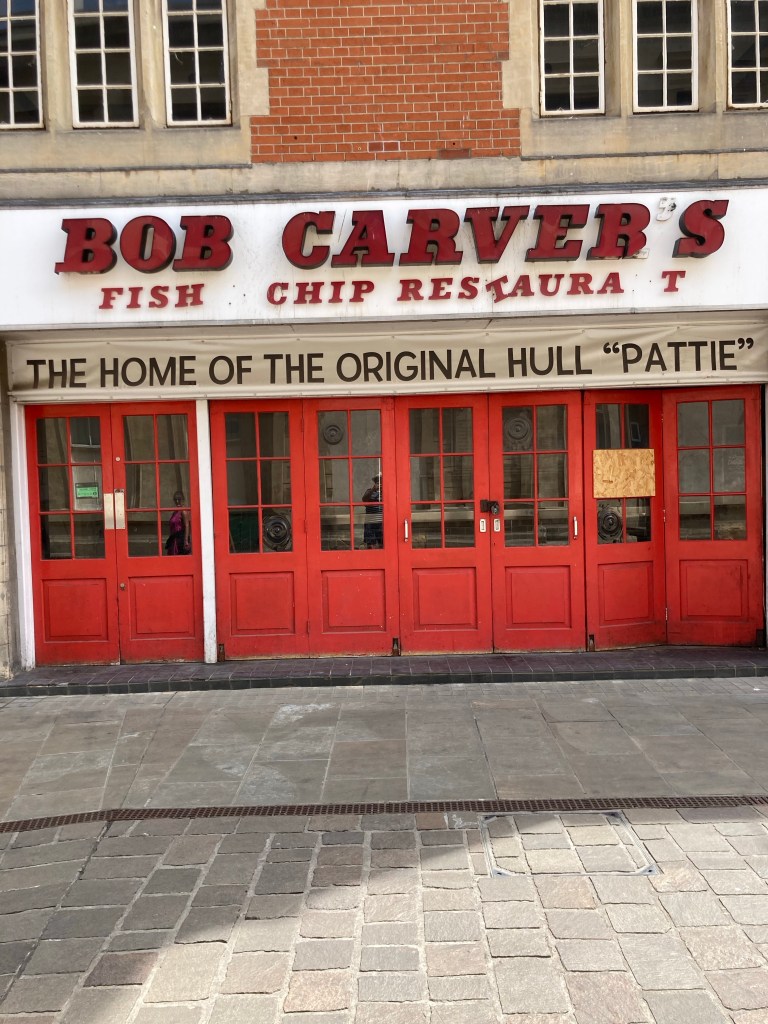 BOB CARVER'S
FISH CHIP RESTAURA T
THE HOME OF THE ORIGINAL HULL “PATTIE”